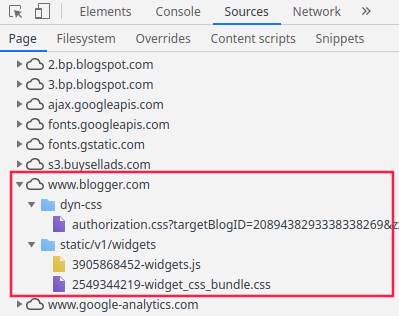 Elements Console Sources Network
Page Filesystem Overrides Content scripts Snippets
2.bp.blogspot.com
3.bp.blogspot.com
ajax.googleapis.com
fonts.googleapis.com
fonts.gstatic.com
s3.buysellads.com
www.blogger.com
dyn-css
authorization.css?targetBlogID=2089438293338338269&z
static/v1/widgets
3905868452-widgets.js
2549344219-widget_css_bundle.css
www.google-analytics.com